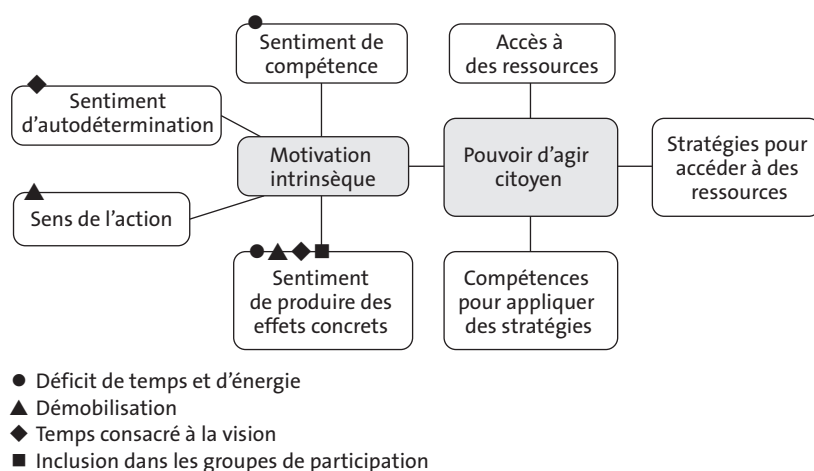 Sentiment de
compétence
Accès à
des ressources
Sentiment
d'autodétermination
Motivation
intrinsèque
Pouvoir d'agir
citoyen
Stratégies pour
accéder à des
ressources
Sens de l'action
Sentiment
de produire des
effets concrets
Compétences
pour appliquer
des stratégies
Déficit de temps et d'énergie
Démobilisation
Temps consacré à la vision
Inclusion dans les groupes de participation